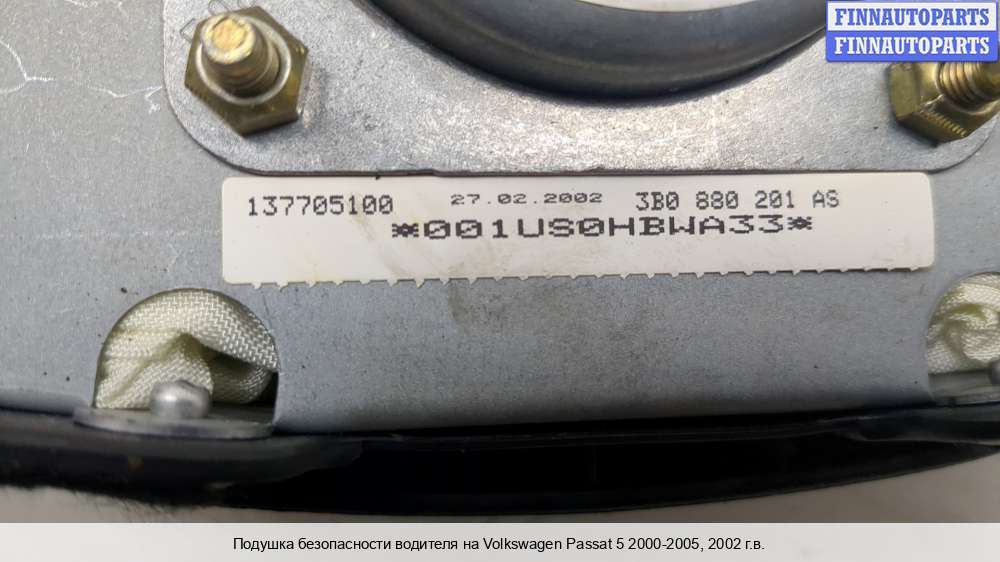 FINNAUTOPARTS
FINNAUTOPARTS
137705100 27.02.2002 3B0 880 201 AS
*001US0HBWA33*
Подушка безопасности водителя на Volkswagen Passat 5 2000-2005, 2002 г.в.